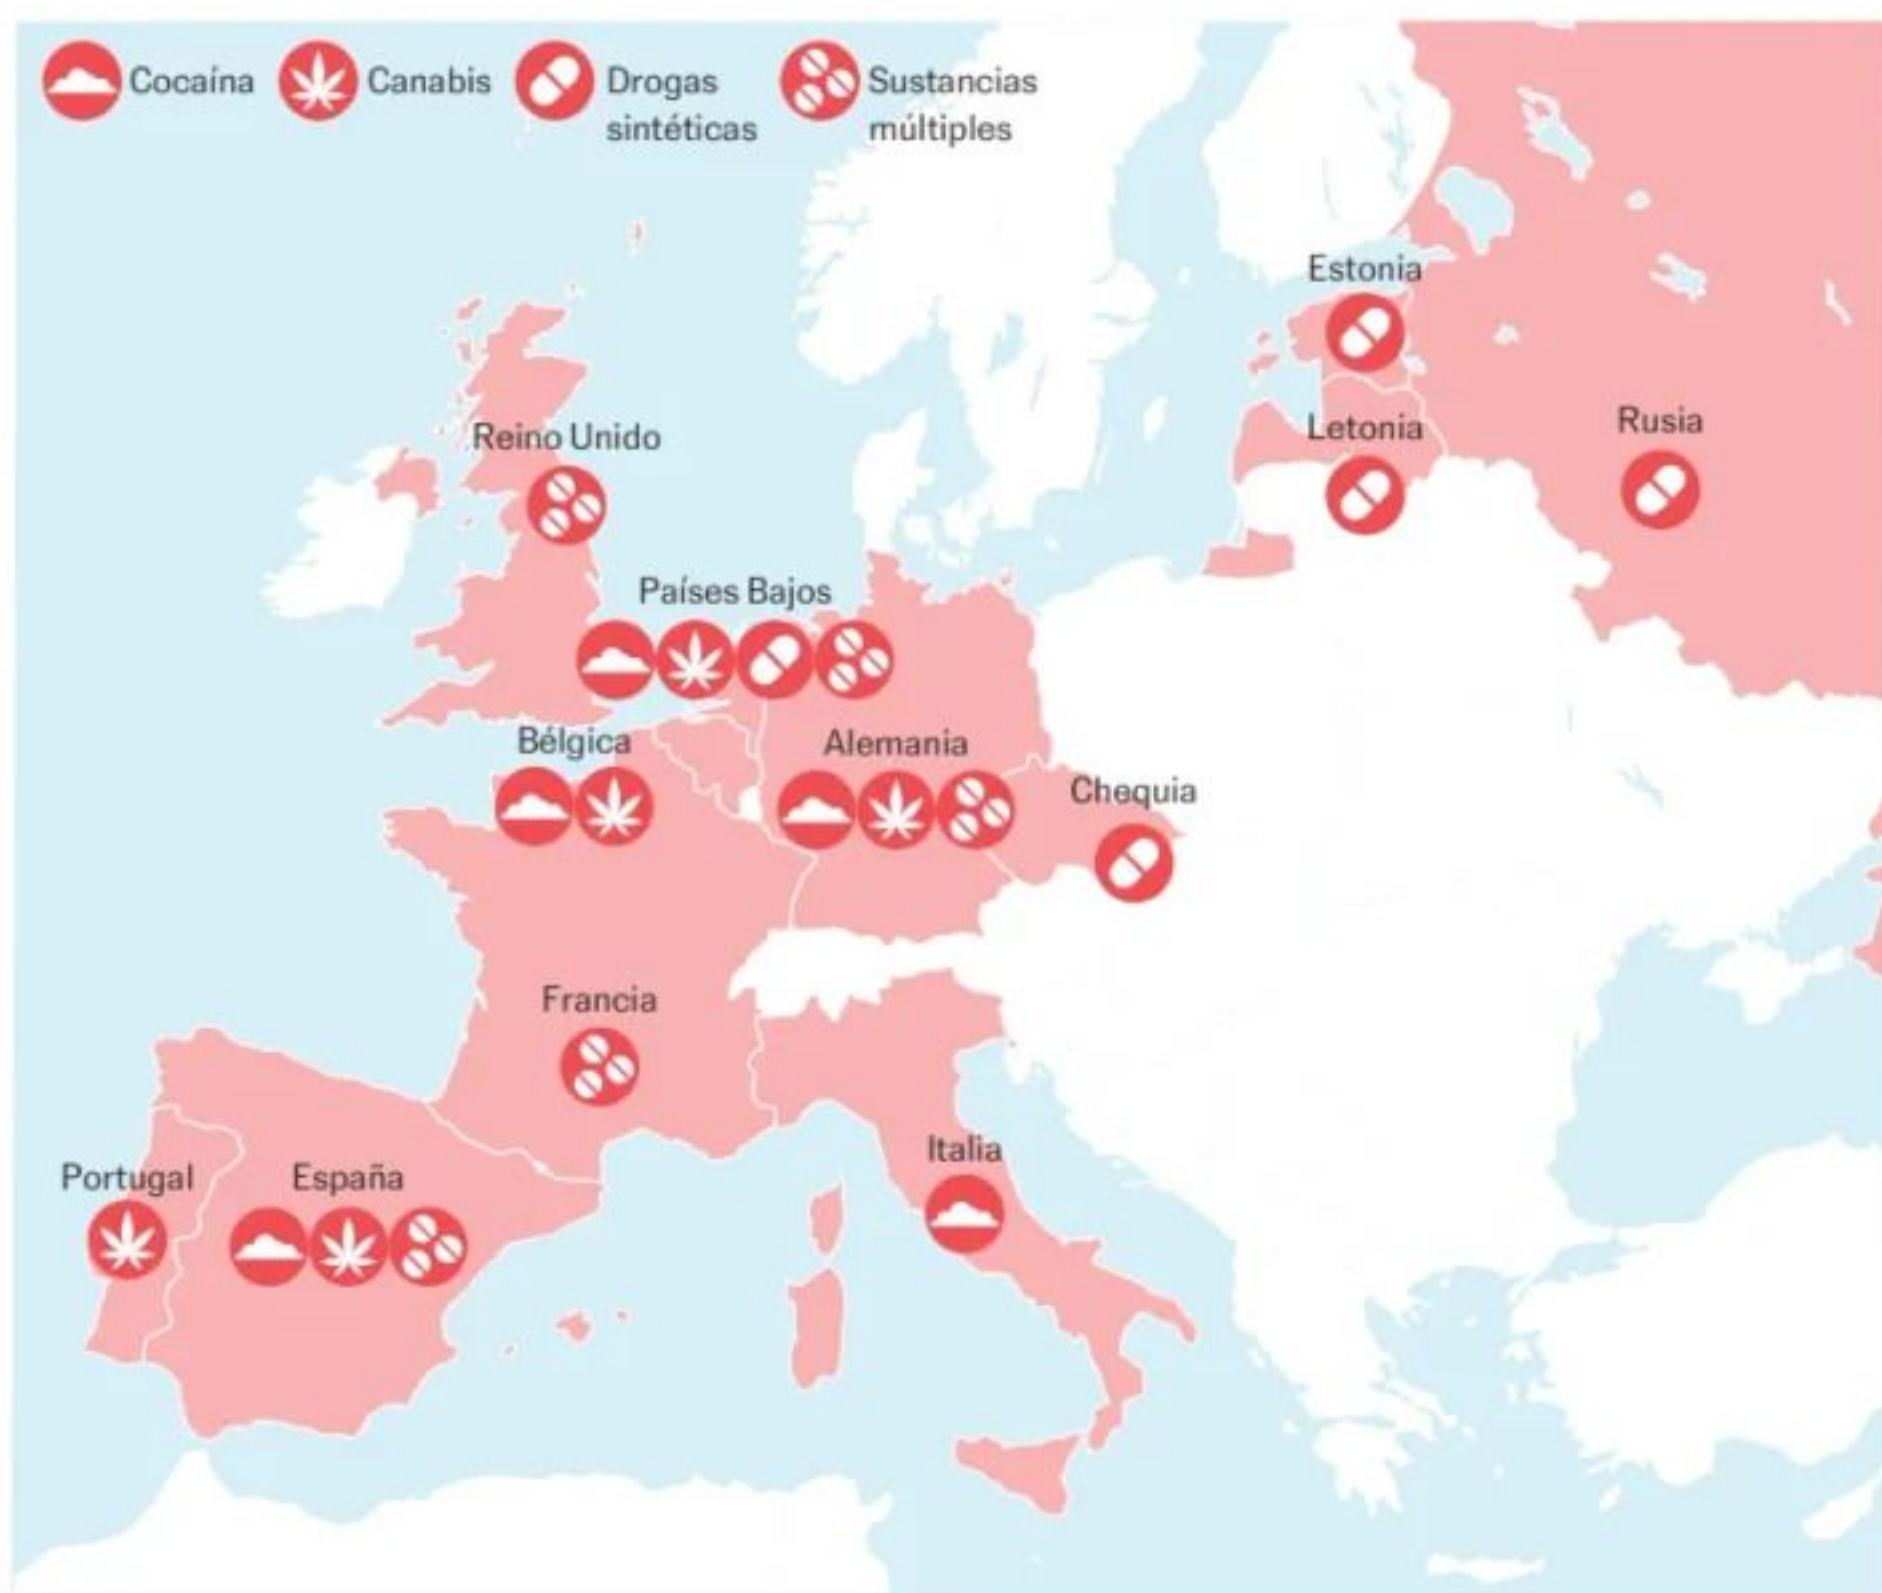 Cocaína
Canabis
Drogas
sintéticas
Sustancias
múltiples
Estonia
Letonia
Rusia
Reino Unido
Países Bajos
Bélgica
Alemania
Chequia
Francia
Italia
Portugal
España